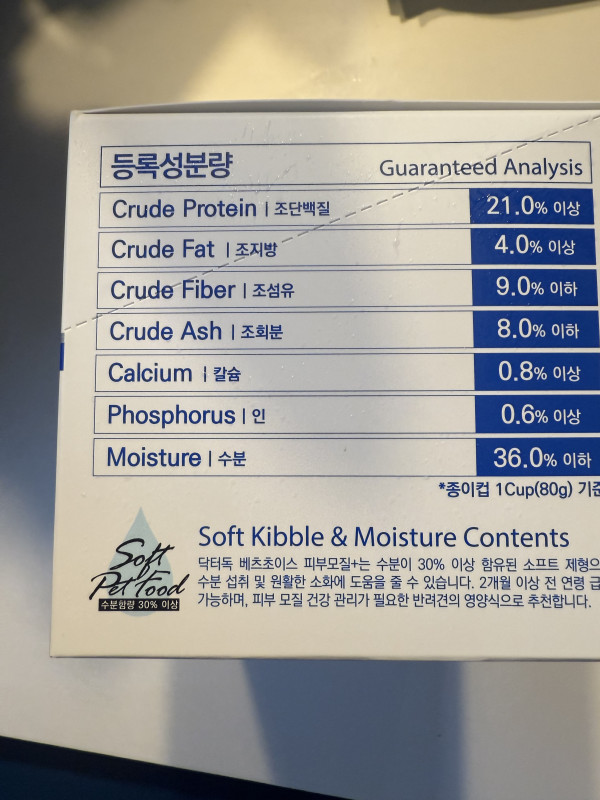 등록성분량 Guaranteed Analysis
Crude Protein | 조단백질 21.0% 이상
Crude Fat | 조지방 4.0% 이상
Crude Fiber | 조섬유 9.0% 이하
Crude Ash | 조회분 8.0% 이하
Calcium | 칼슘 0.8% 이상
Phosphorus | 인 0.6% 이상
Moisture | 수분 36.0% 이하
*종이컵 1Cup(80g) 기준
Soft Kibble & Moisture Contents
닥터독 베츠초이스 피부모질+는 수분이 30% 이상 함유된 소프트 제형으
수분 섭취 및 원활한 소화에 도움을 줄 수 있습니다. 2개월 이상 전 연령 급
가능하며, 피부 모질 건강 관리가 필요한 반려견의 영양식으로 추천합니다.
Soft
Pet Food
수분함량 30% 이상